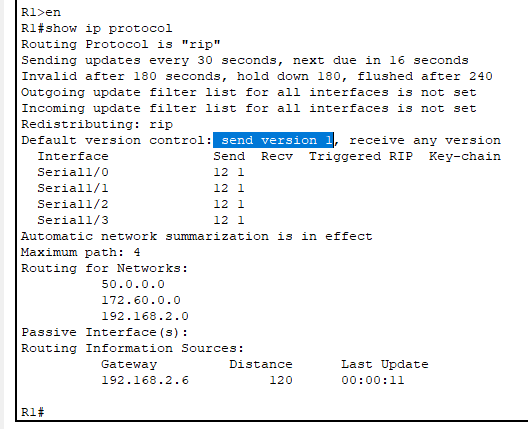 R1>en
R1#show ip protocol
Routing Protocol is "rip"
Sending updates every 30 seconds, next due in 16 seconds
Invalid after 180 seconds, hold down 180, flushed after 240
Outgoing update filter list for all interfaces is not set
Incoming update filter list for all interfaces is not set
Redistributing: rip
Default version control: send version 1, receive any version
  Interface             Send  Recv  Triggered RIP  Key-chain
  Serial1/0             12 1
  Serial1/1             12 1
  Serial1/2             12 1
  Serial1/3             12 1
Automatic network summarization is in effect
Maximum path: 4
Routing for Networks:
          50.0.0.0
          172.60.0.0
          192.168.2.0
Passive Interface(s):
Routing Information Sources:
          Gateway         Distance      Last Update
          192.168.2.6          120      00:00:11
R1#